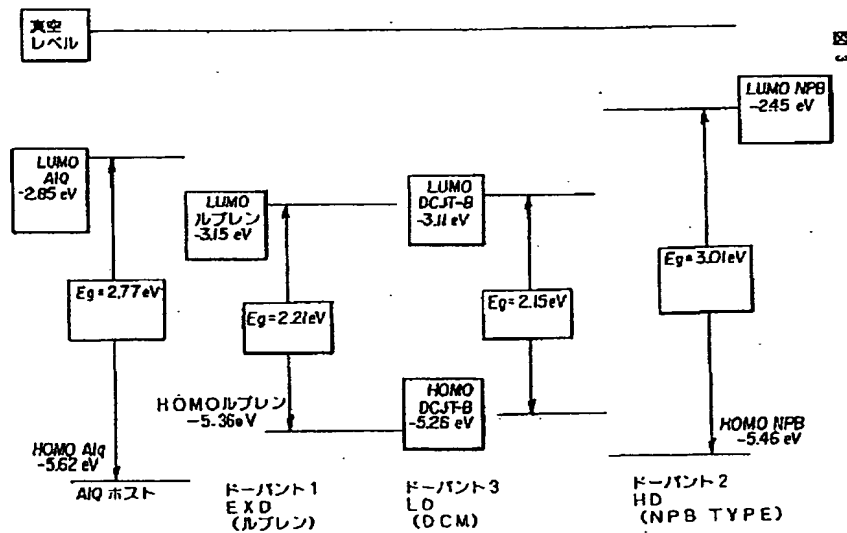 真空
レベル
図
3
LUMO NPB
-2.45 eV
LUMO
AlQ
-2.85 eV
LUMO
ルブレン
-3.15 eV
LUMO
DCJT-B
-3.11 eV
Eg=2.77eV
Eg=2.21eV
Eg=2.15eV
Eg=3.01eV
HOMOルブレン
-5.36eV
HOMO
DCJT-B
-5.26 eV
HOMO NPB
-5.46 eV
HOMO Alq
-5.62 eV
AlQ ホスト
ドーパント1
EXD
(ルブレン)
ドーパント3
LD
(DCM)
ドーパント2
HD
(NPB TYPE)